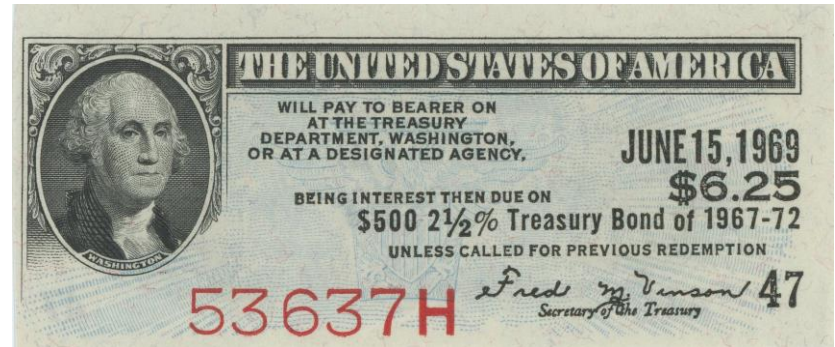 THE UNITED STATES OF AMERICA
WILL PAY TO BEARER ON
AT THE TREASURY
DEPARTMENT, WASHINGTON,
OR AT A DESIGNATED AGENCY,
JUNE 15, 1969
$6.25
BEING INTEREST THEN DUE ON
$500 2½% Treasury Bond of 1967-72
UNLESS CALLED FOR PREVIOUS REDEMPTION
WASHINGTON
53637H
Fred M. Vinson
Secretary of the Treasury
47